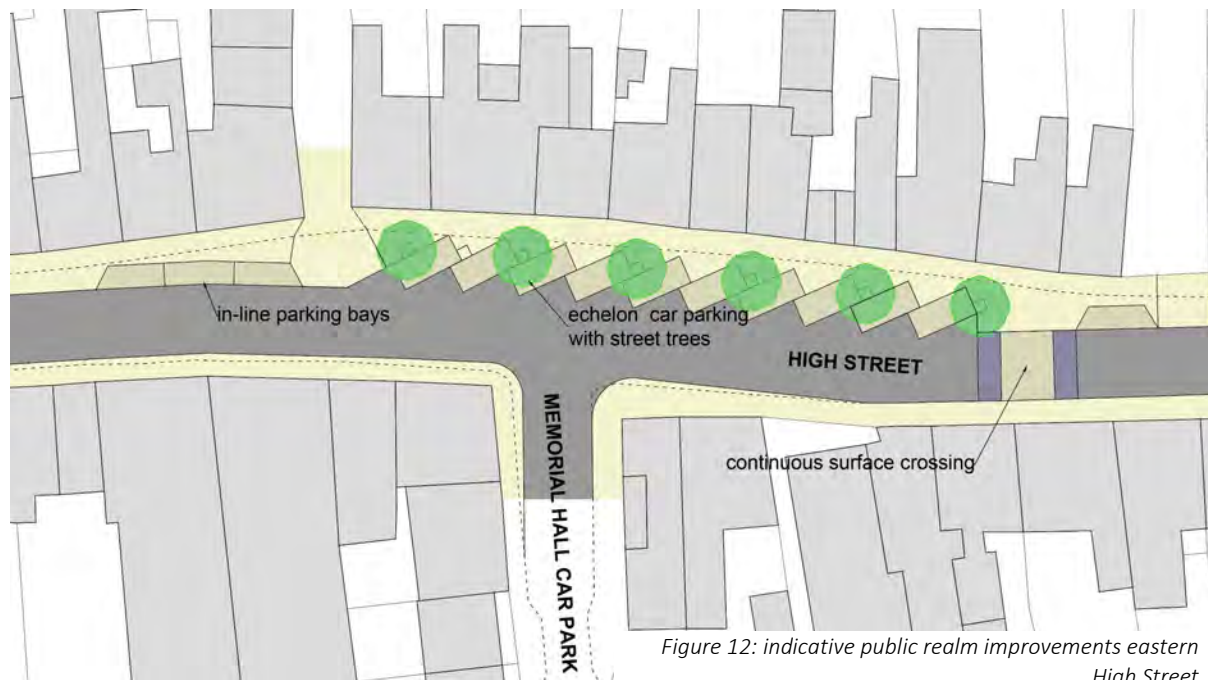 in-line parking bays
echelon car parking
with street trees
HIGH STREET
MEMORIAL HALL CAR PARK
continuous surface crossing
Figure 12: indicative public realm improvements eastern
High Street